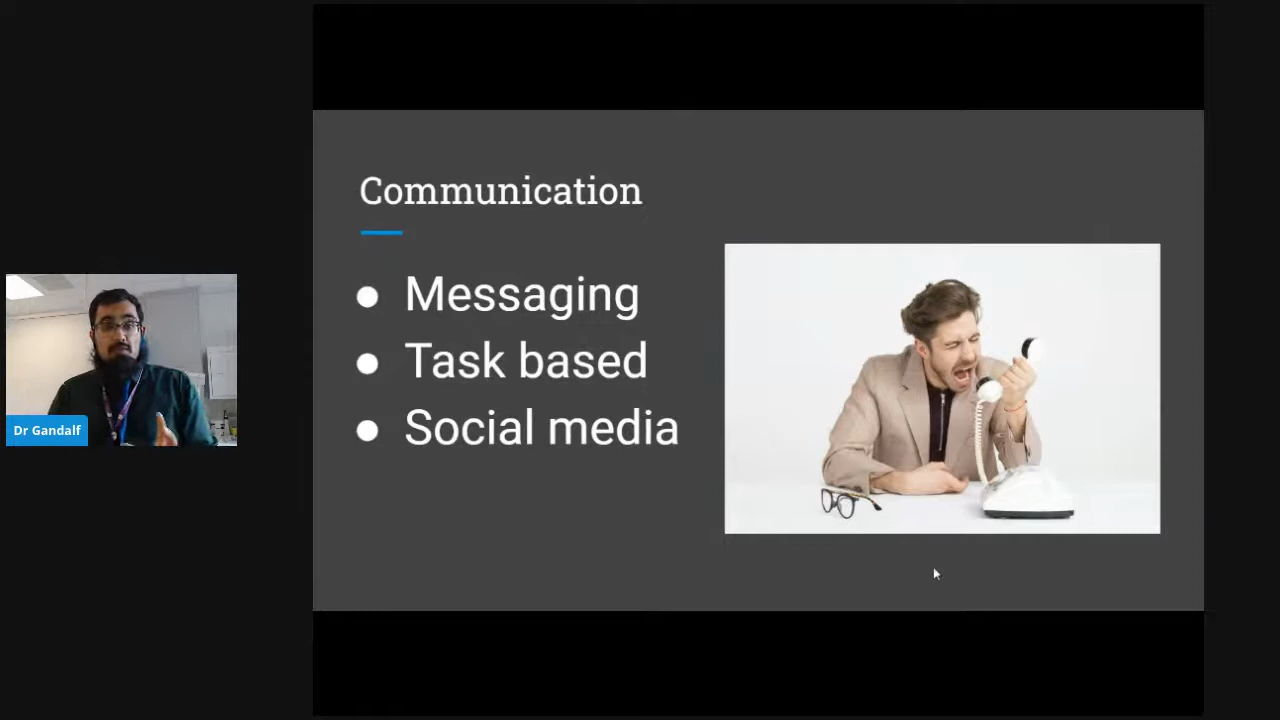 Communication
Messaging
Task based
Social media
Dr Gandalf